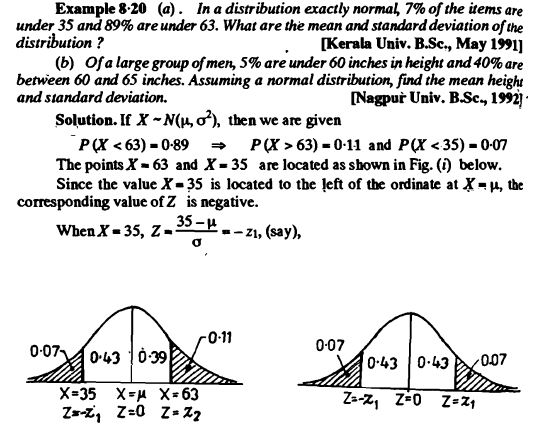 Example 8·20 (a). In a distribution exactly normal, 7% of the items are
under 35 and 89% are under 63. What are the mean and standard deviation of the
distribution ? [Kerala Univ. B.Sc., May 1991]
(b) Of a large group of men, 5% are under 60 inches in height and 40% are
between 60 and 65 inches. Assuming a normal distribution, find the mean height
and standard deviation. [Nagpur Univ. B.Sc., 1992]
Solution. If X ~ N(μ, σ²), then we are given
P(X < 63) = 0·89 ⇒ P(X > 63) = 0·11 and P(X < 35) = 0·07
The points X = 63 and X = 35 are located as shown in Fig. (i) below.
Since the value X = 35 is located to the left of the ordinate at X = μ, the
corresponding value of Z is negative.
When X = 35, Z = (35 − μ)/σ = − z₁, (say),
0·07 0·43 0·39 0·11
X=35 X=μ X=63
Z=-z₁ Z=0 Z=z₂
0·07 0·43 0·43 0·07
Z=-z₁ Z=0 Z=z₁